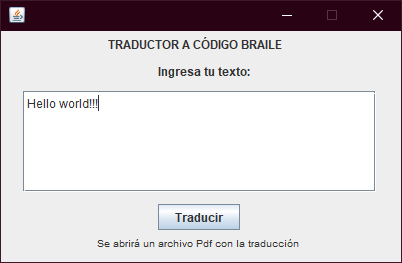 TRADUCTOR A CÓDIGO BRAILE
Ingresa tu texto:
Hello world!!!
Traducir
Se abrirá un archivo Pdf con la traducción